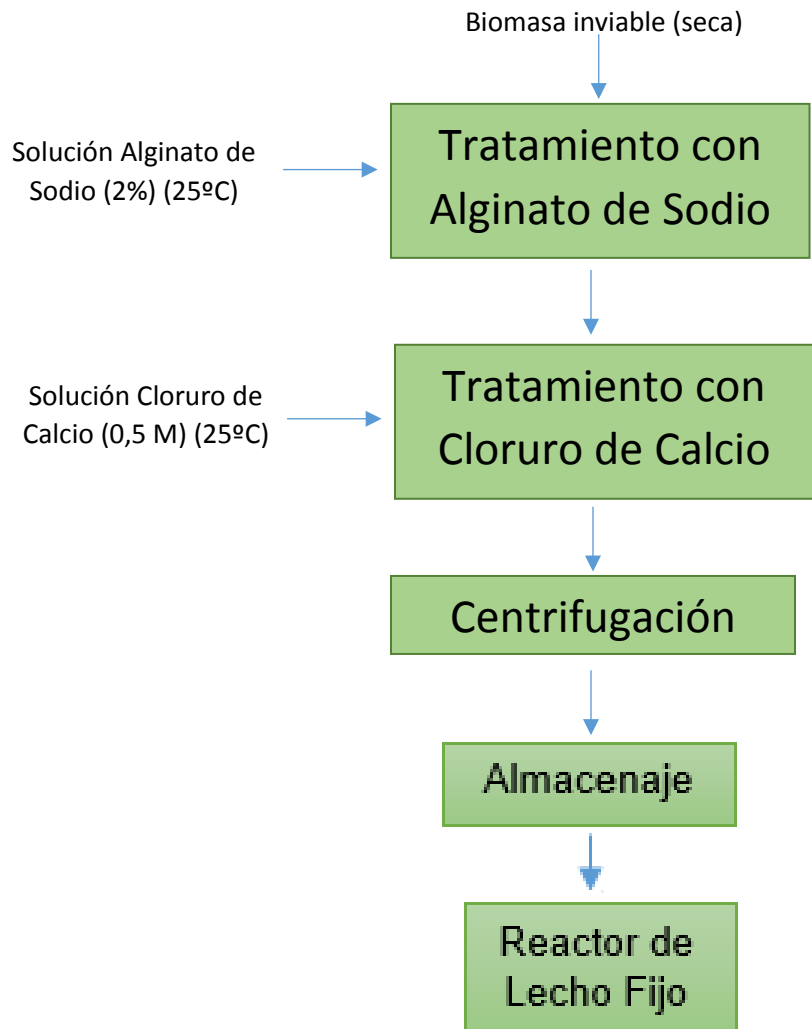 Biomasa inviable (seca)
Solución Alginato de
Sodio (2%) (25ºC)
Tratamiento con
Alginato de Sodio
Solución Cloruro de
Calcio (0,5 M) (25ºC)
Tratamiento con
Cloruro de Calcio
Centrifugación
Almacenaje
Reactor de
Lecho Fijo